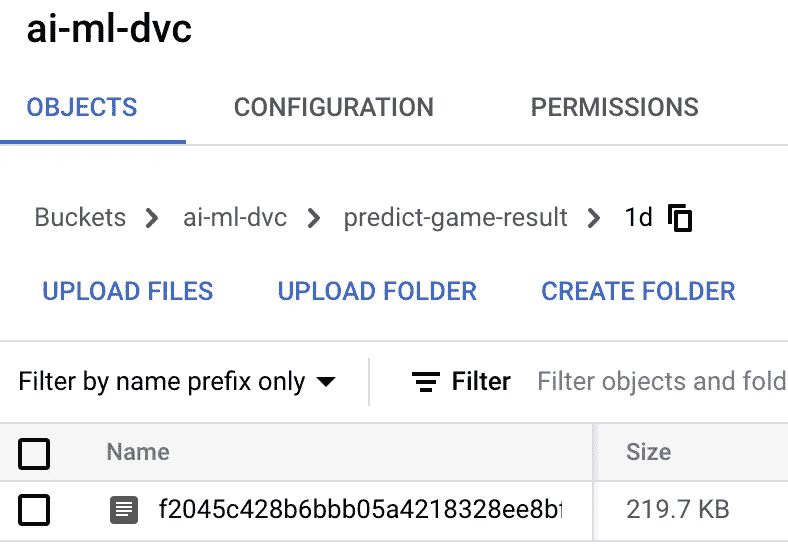 ai-ml-dvc
OBJECTS CONFIGURATION PERMISSIONS
Buckets ai-ml-dvc predict-game-result 1d
UPLOAD FILES UPLOAD FOLDER CREATE FOLDER
Filter by name prefix only Filter Filter objects and fold
Name Size
f2045c428b6bbb05a4218328ee8bf 219.7 KB